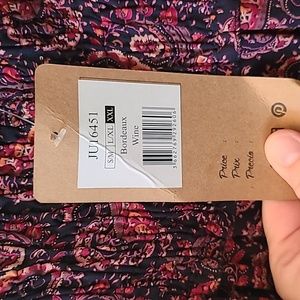 JU16451
S/M L/XL XXL
Bordeaux
Wine
Price :
Prix :
Precio :